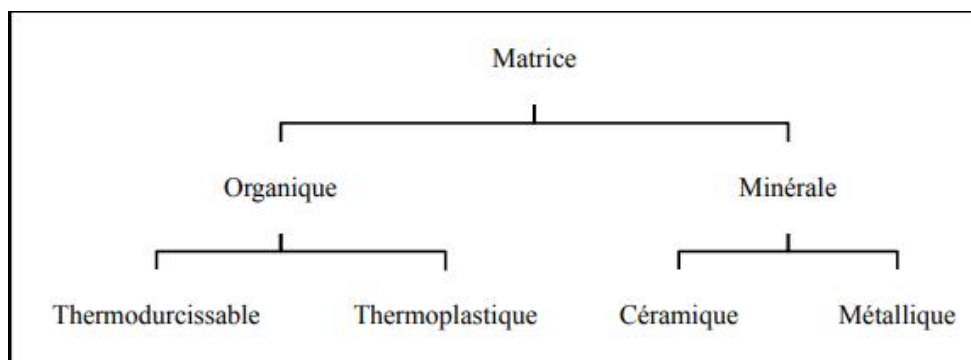 Matrice
Organique Minérale
Thermodurcissable Thermoplastique Céramique Métallique